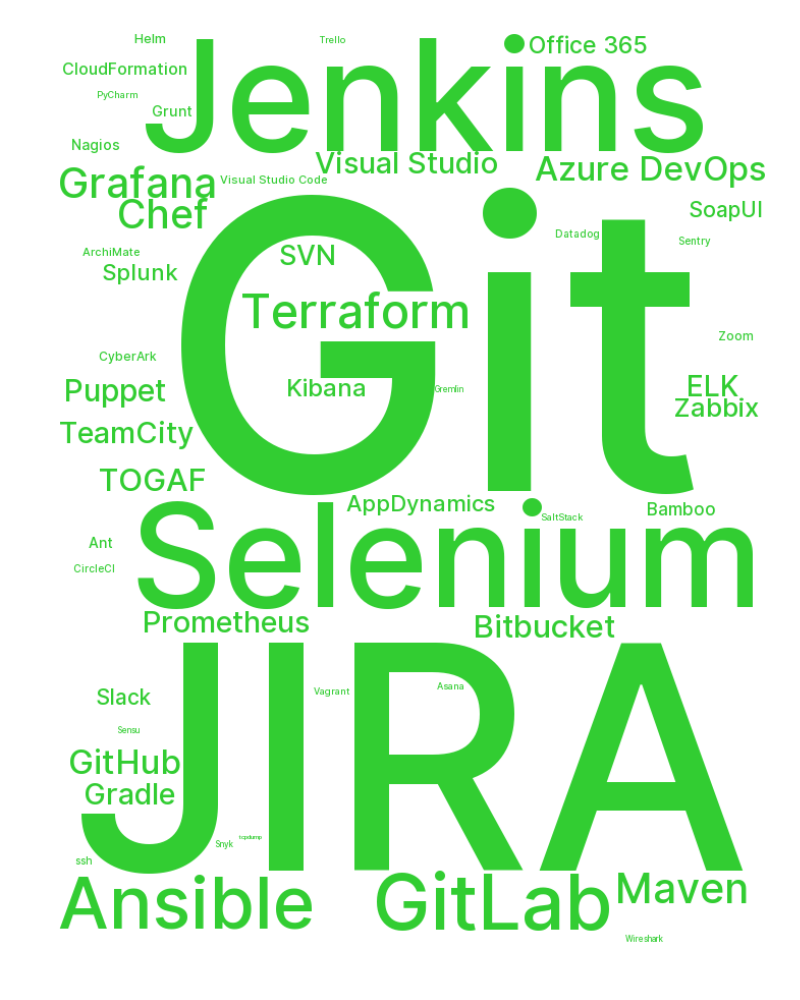 Helm
Trello
Jenkins
Office 365
CloudFormation
PyCharm
Grunt
Nagios
Visual Studio
Azure DevOps
Grafana
Visual Studio Code
Chef
SoapUI
Git
Datadog
Sentry
ArchiMate
SVN
Splunk
Terraform
Zoom
CyberArk
Puppet
Kibana
Gremlin
ELK
Zabbix
TeamCity
TOGAF
AppDynamics
SaltStack
Bamboo
Selenium
Ant
CircleCI
Prometheus
Bitbucket
JIRA
Slack
Vagrant
Asana
Sensu
GitHub
Gradle
Snyk
tcpdump
ssh
Ansible
GitLab
Maven
Wireshark